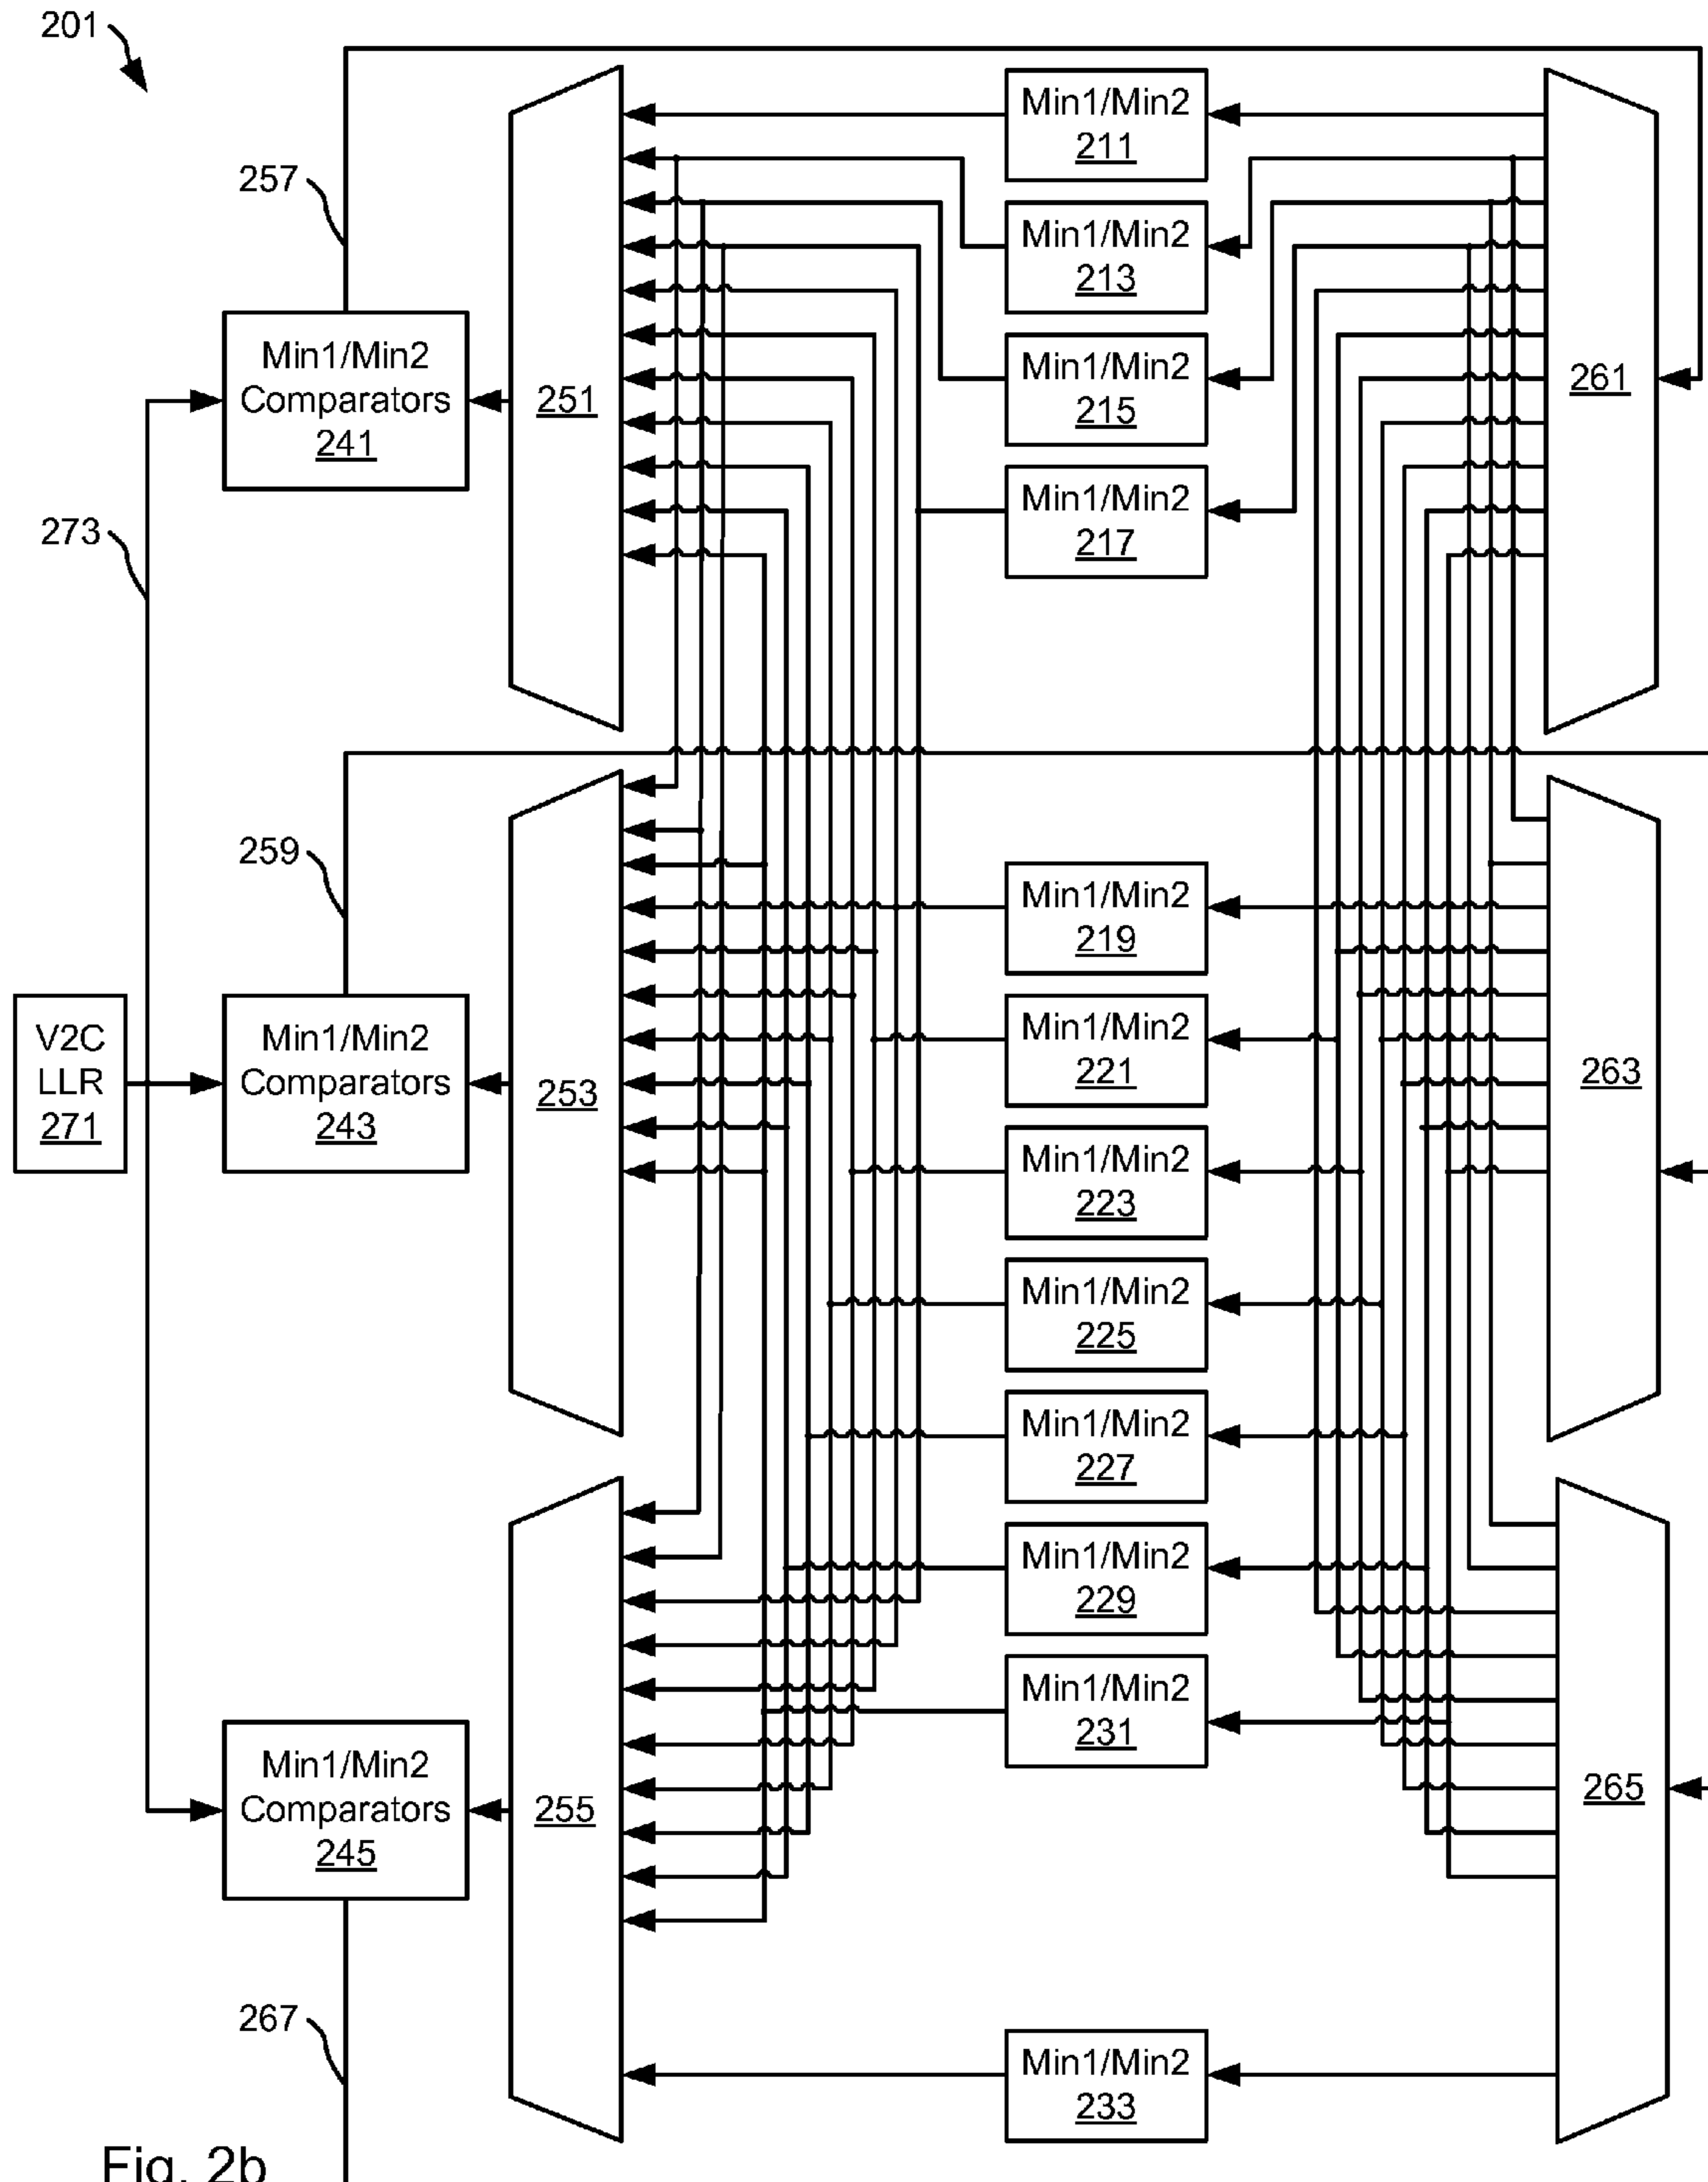 201
257
Min1/Min2
211
Min1/Min2
213
Min1/Min2
Comparators
241
251
Min1/Min2
215
261
273
Min1/Min2
217
259
Min1/Min2
219
V2C
LLR
271
Min1/Min2
Comparators
243
253
Min1/Min2
221
263
Min1/Min2
223
Min1/Min2
225
Min1/Min2
227
Min1/Min2
229
Min1/Min2
231
Min1/Min2
Comparators
245
255
265
267
Min1/Min2
233
Fig. 2b